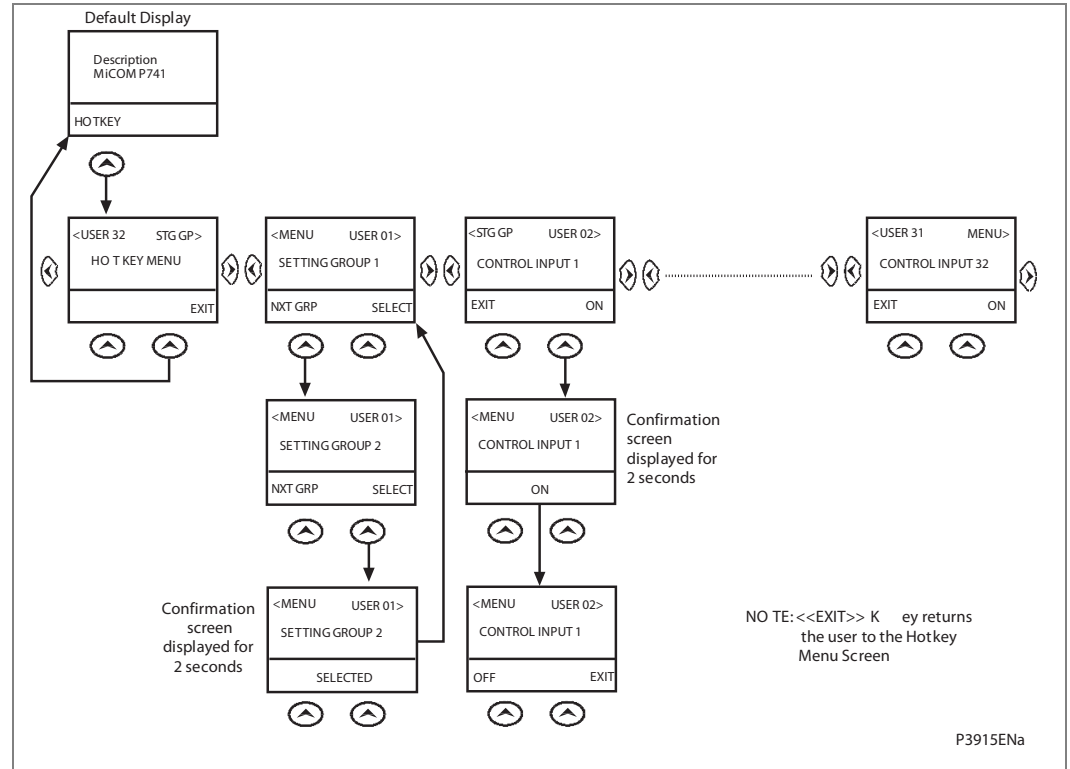 Default Display
Description
MiCOM P741
HOTKEY
<USER 32 STG GP>
HO T KEY MENU
EXIT
<MENU USER 01>
SETTING GROUP 1
NXT GRP SELECT
<STG GP USER 02>
CONTROL INPUT 1
EXIT ON
<USER 31 MENU>
CONTROL INPUT 32
EXIT ON
<MENU USER 01>
SETTING GROUP 2
NXT GRP SELECT
<MENU USER 02>
CONTROL INPUT 1
ON
Confirmation
screen
displayed for
2 seconds
Confirmation
screen
displayed for
2 seconds
<MENU USER 01>
SETTING GROUP 2
SELECTED
<MENU USER 02>
CONTROL INPUT 1
OFF EXIT
NO TE: <<EXIT>> K ey returns
the user to the Hotkey
Menu Screen
P3915ENa